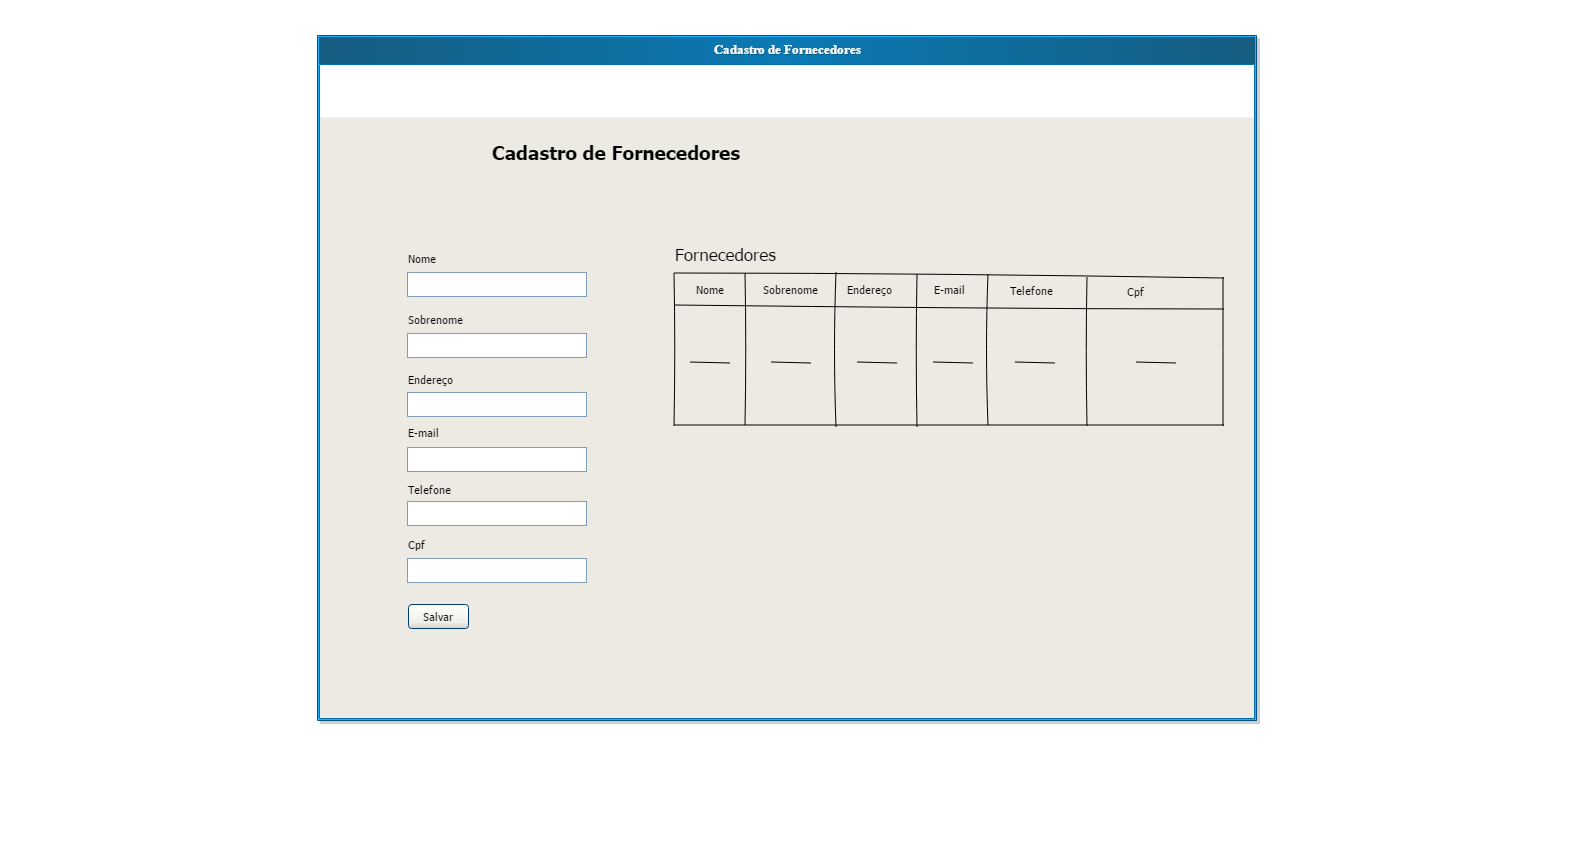 Cadastro de Fornecedores
Cadastro de Fornecedores
Nome
Sobrenome
Endereço
E-mail
Telefone
Cpf
Salvar
Fornecedores
Nome Sobrenome Endereço E-mail Telefone Cpf